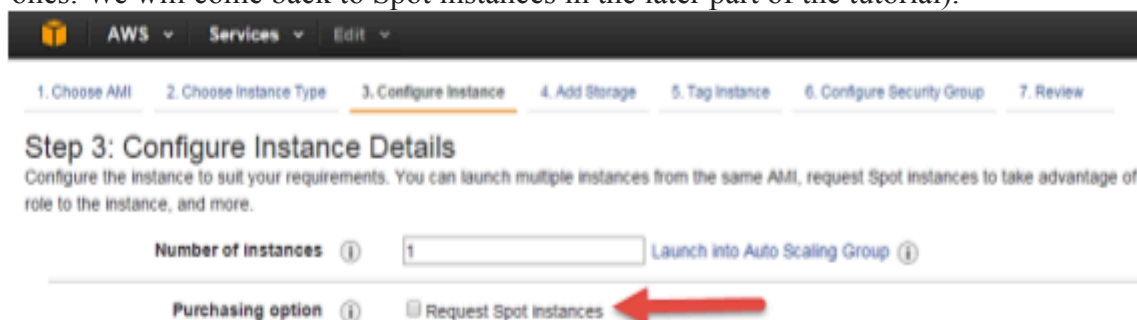 ones. We will come back to Spot instances in the later part of the tutorial).
AWS Services Edit
1. Choose AMI 2. Choose Instance Type 3. Configure Instance 4. Add Storage 5. Tag Instance 6. Configure Security Group 7. Review
Step 3: Configure Instance Details
Configure the instance to suit your requirements. You can launch multiple instances from the same AMI, request Spot instances to take advantage of
role to the instance, and more.
Number of instances 1 Launch into Auto Scaling Group
Purchasing option Request Spot instances